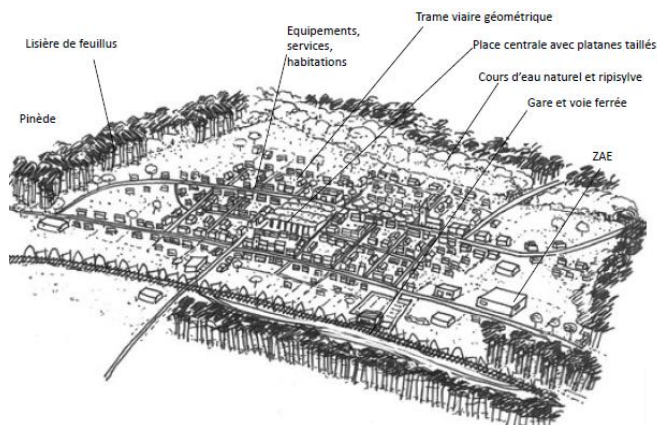 Trame viaire géométrique
Equipements,
services,
habitations
Lisière de feuillus
Place centrale avec platanes taillés
Cours d'eau naturel et ripisylve
Gare et voie ferrée
Pinède
ZAE